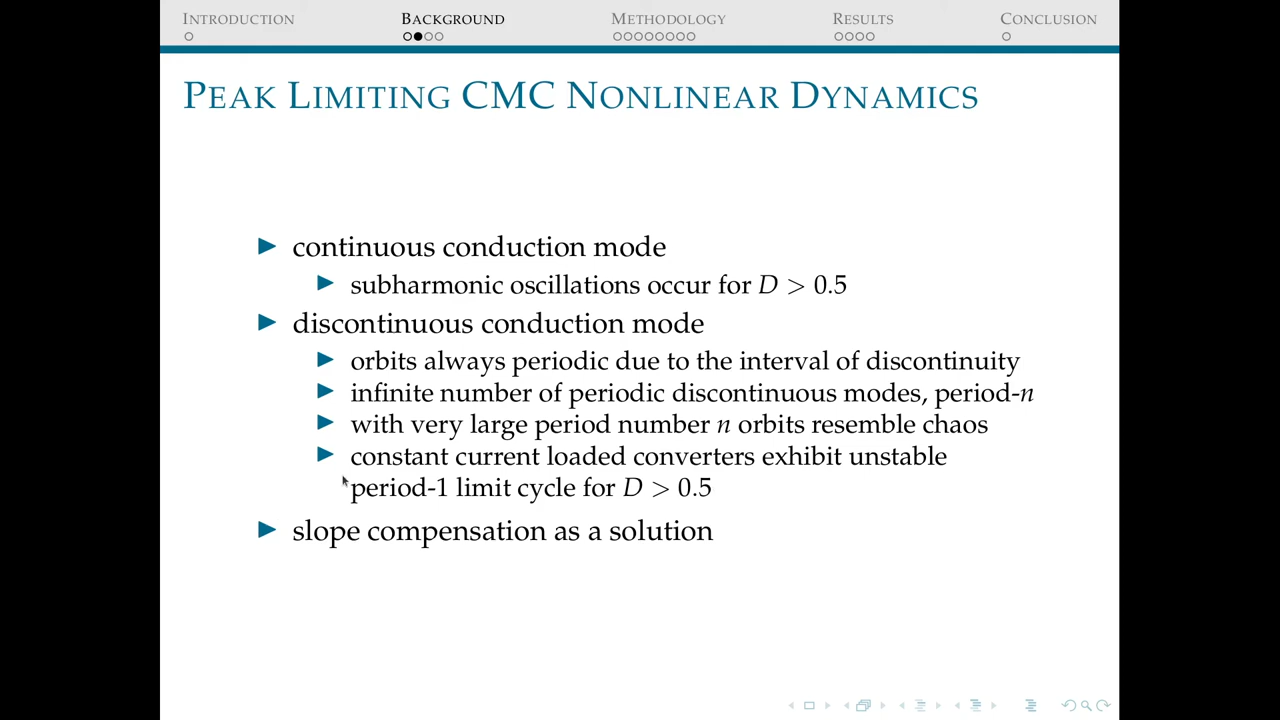 INTRODUCTION BACKGROUND METHODOLOGY RESULTS CONCLUSION
PEAK LIMITING CMC NONLINEAR DYNAMICS
continuous conduction mode
subharmonic oscillations occur for D > 0.5
discontinuous conduction mode
orbits always periodic due to the interval of discontinuity
infinite number of periodic discontinuous modes, period-n
with very large period number n orbits resemble chaos
constant current loaded converters exhibit unstable
period-1 limit cycle for D > 0.5
slope compensation as a solution